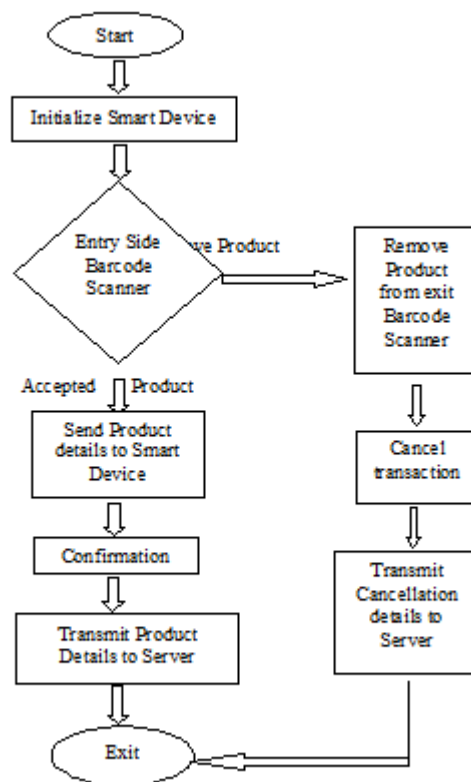 Start
Initialize Smart Device
Entry Side
Barcode
Scanner
Product
Remove
Product
from exit
Barcode
Scanner
Accepted Product
Send Product
details to Smart
Device
Cancel
transaction
Confirmation
Transmit
Cancellation
details to
Server
Transmit Product
Details to Server
Exit